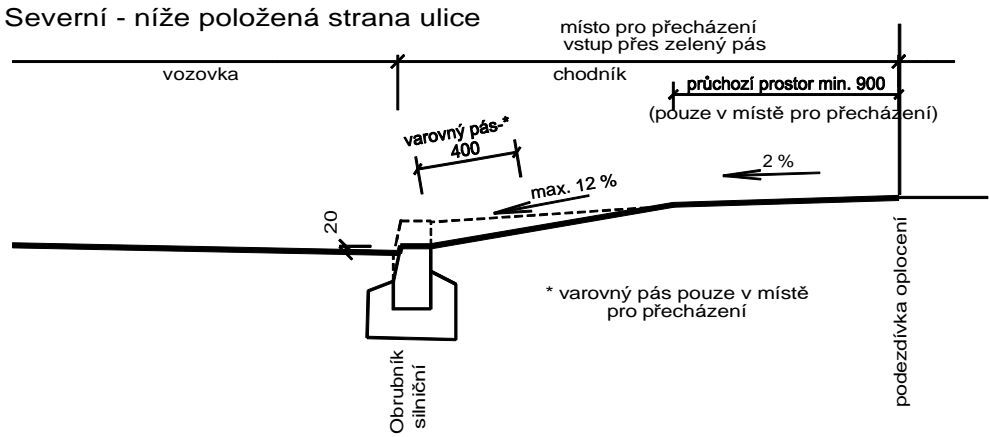 Severní - níže položená strana ulice
místo pro přecházení
vstup přes zelený pás
vozovka
chodník
průchozí prostor min. 900
(pouze v místě pro přecházení)
varovný pás-*
400
max. 12 %
2 %
20
* varovný pás pouze v místě
pro přecházení
Obrubník
silniční
podezdívka oplocení